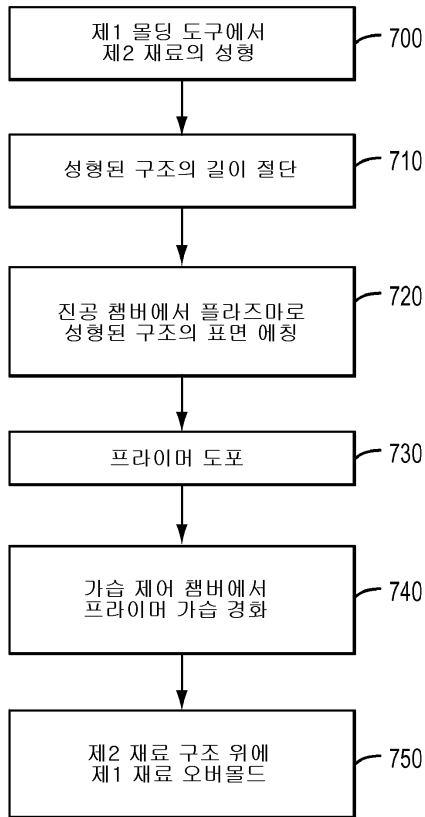 제1 몰딩 도구에서
제2 재료의 성형
700
성형된 구조의 길이 절단
710
진공 챔버에서 플라즈마로
성형된 구조의 표면 에칭
720
프라이머 도포
730
가습 제어 챔버에서
프라이머 가습 경화
740
제2 재료 구조 위에
제1 재료 오버몰드
750